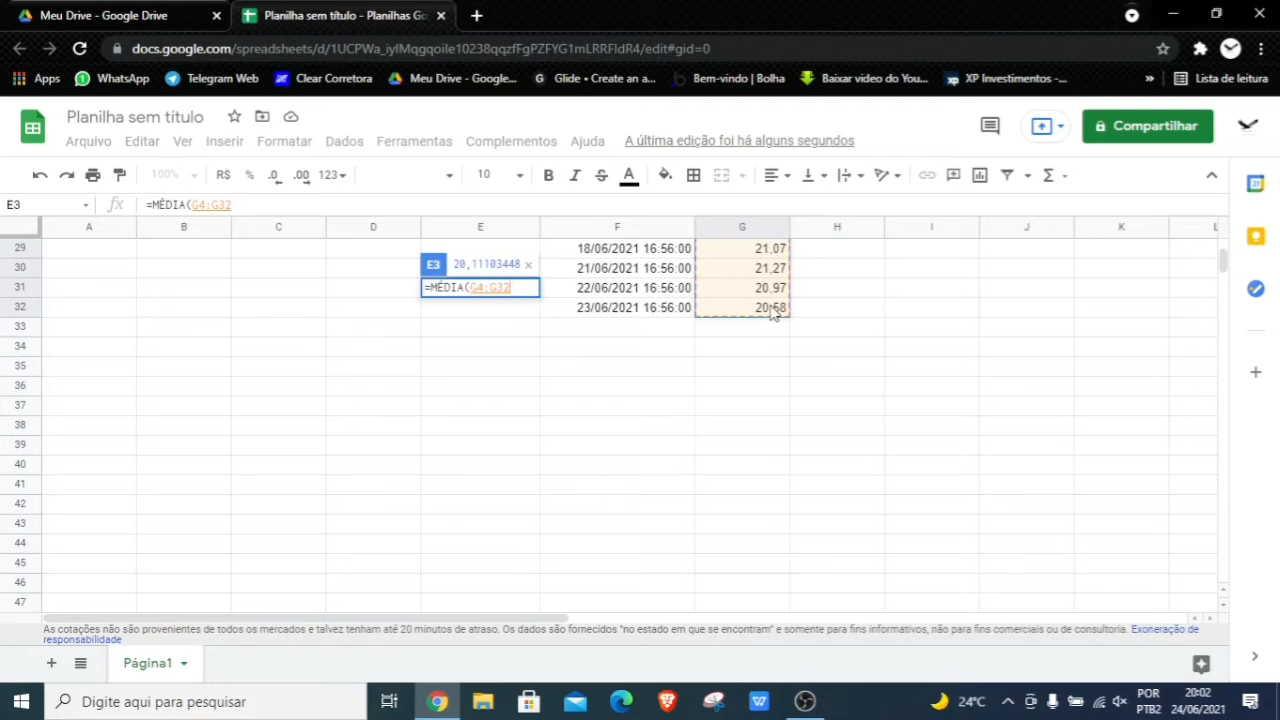 Meu Drive - Google Drive
Planilha sem título - Planilhas Go
docs.google.com/spreadsheets/d/1UCPWa_iyIMqgqoile10238qqzfFgPZFYG1mLRRFldR4/edit#gid=0
Apps WhatsApp Telegram Web Clear Corretora Meu Drive - Google... Glide • Create an a... Bem-vindo | Bolha Baixar video do You... XP Investimentos -... » Lista de leitura
Planilha sem título
Compartilhar
Arquivo Editar Ver Inserir Formatar Dados Ferramentas Complementos Ajuda A última edição foi há alguns segundos
100% R$ % .0 .00 123 10 B I S A Σ
E3 fx =MÉDIA(G4:G32
A B C D E F G H I J K L
29 18/06/2021 16:56:00 21,07
E3 20,11103448 ×
30 21/06/2021 16:56:00 21,27
31 =MÉDIA(G4:G32 22/06/2021 16:56:00 20,97
32 23/06/2021 16:56:00 20,58
33
34
35
36
37
38
39
40
41
42
43
44
45
46
47
As cotações não são provenientes de todos os mercados e talvez tenham até 20 minutos de atraso. Os dados são fornecidos "no estado em que se encontram" e somente para fins informativos, não para fins comerciais ou de consultoria. Exoneração de
responsabilidade
Página1
Digite aqui para pesquisar
24°C
POR
PTB2
20:02
24/06/2021